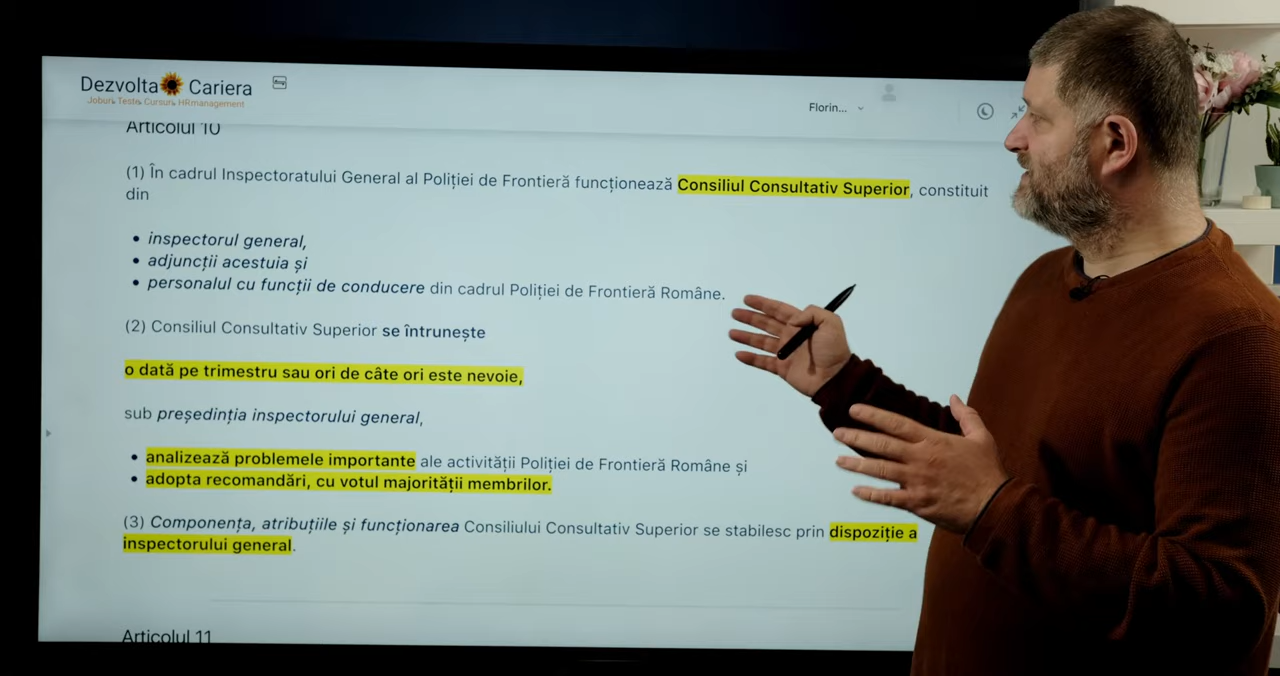 Dezvolta Cariera
Joburi. Teste. Cursuri. HRmanagement
Florin...
Articolul 10
(1) În cadrul Inspectoratului General al Poliției de Frontieră funcționează Consiliul Consultativ Superior, constituit
din
• inspectorul general,
• adjuncții acestuia și
• personalul cu funcții de conducere din cadrul Poliției de Frontieră Române.
(2) Consiliul Consultativ Superior se întrunește
o dată pe trimestru sau ori de câte ori este nevoie,
sub președinția inspectorului general,
• analizează problemele importante ale activității Poliției de Frontieră Române și
• adopta recomandări, cu votul majorității membrilor.
(3) Componența, atribuțiile și funcționarea Consiliului Consultativ Superior se stabilesc prin dispoziție a
inspectorului general.
Articolul 11